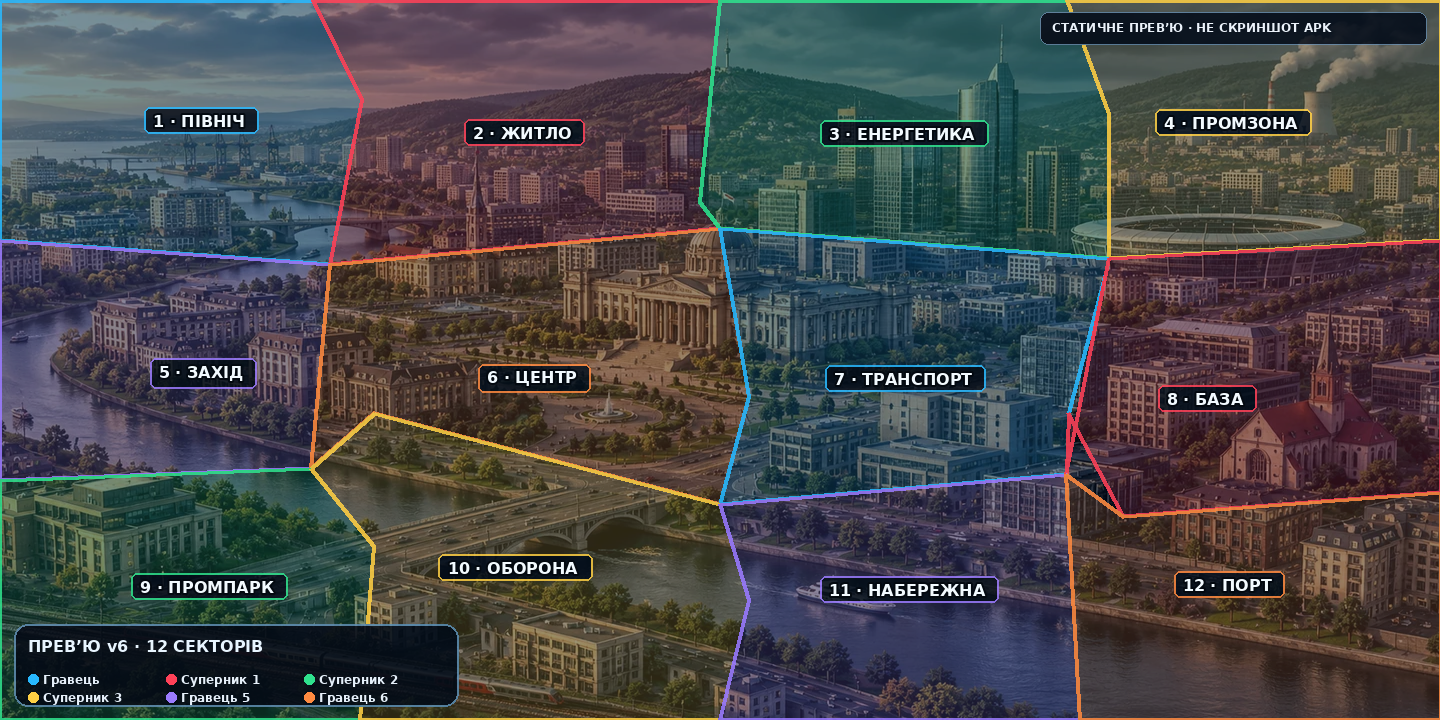 СТАТИЧНЕ ПРЕВ’Ю · НЕ СКРИНШОТ APK
1 · ПІВНІЧ
2 · ЖИТЛО
3 · ЕНЕРГЕТИКА
4 · ПРОМЗОНА
5 · ЗАХІД
6 · ЦЕНТР
7 · ТРАНСПОРТ
8 · БАЗА
9 · ПРОМПАРК
10 · ОБОРОНА
11 · НАБЕРЕЖНА
12 · ПОРТ
ПРЕВ’Ю v6 · 12 СЕКТОРІВ
Гравець Суперник 1 Суперник 2
Суперник 3 Гравець 5 Гравець 6